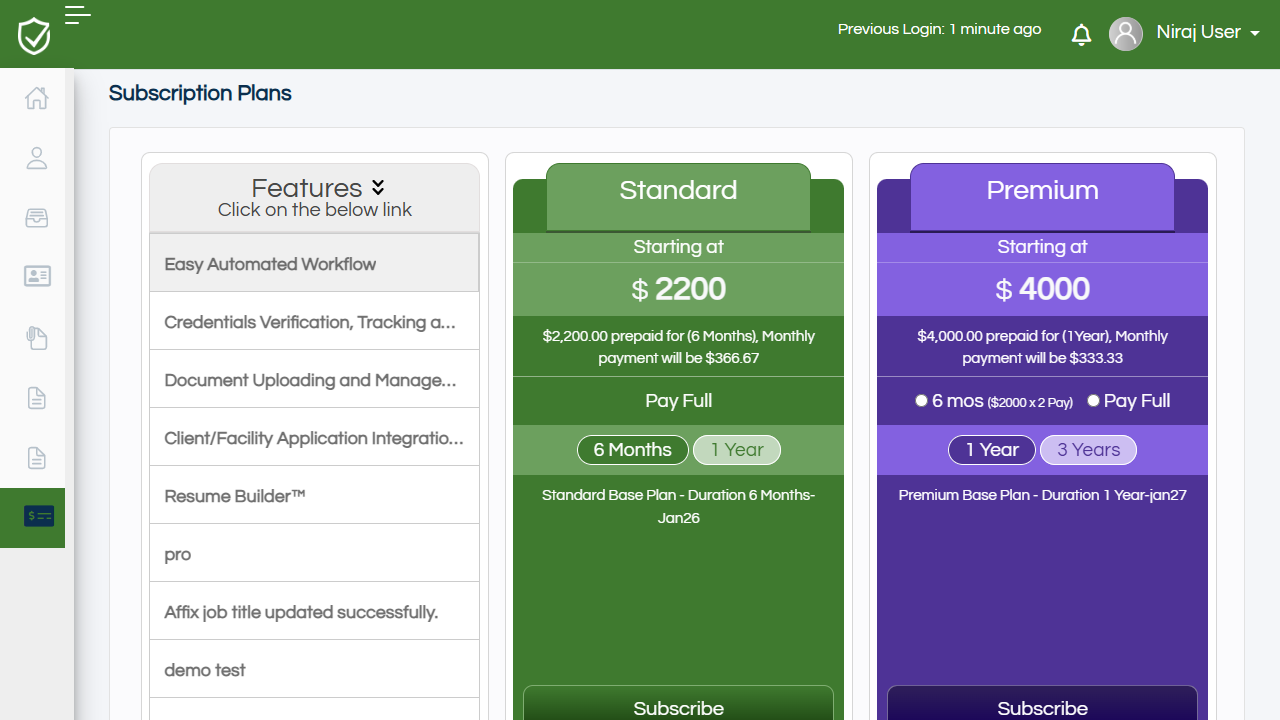 Previous Login: 1 minute ago
Niraj User
Subscription Plans
Features
Click on the below link
Easy Automated Workflow
Credentials Verification, Tracking a...
Document Uploading and Manage...
Client/Facility Application Integratio...
Resume Builder™
pro
Affix job title updated successfully.
demo test
Standard
Starting at
$ 2200
$2,200.00 prepaid for (6 Months), Monthly
payment will be $366.67
Pay Full
6 Months 1 Year
Standard Base Plan - Duration 6 Months-
Jan26
Subscribe
Premium
Starting at
$ 4000
$4,000.00 prepaid for (1Year), Monthly
payment will be $333.33
6 mos ($2000 x 2 Pay) Pay Full
1 Year 3 Years
Premium Base Plan - Duration 1 Year-jan27
Subscribe